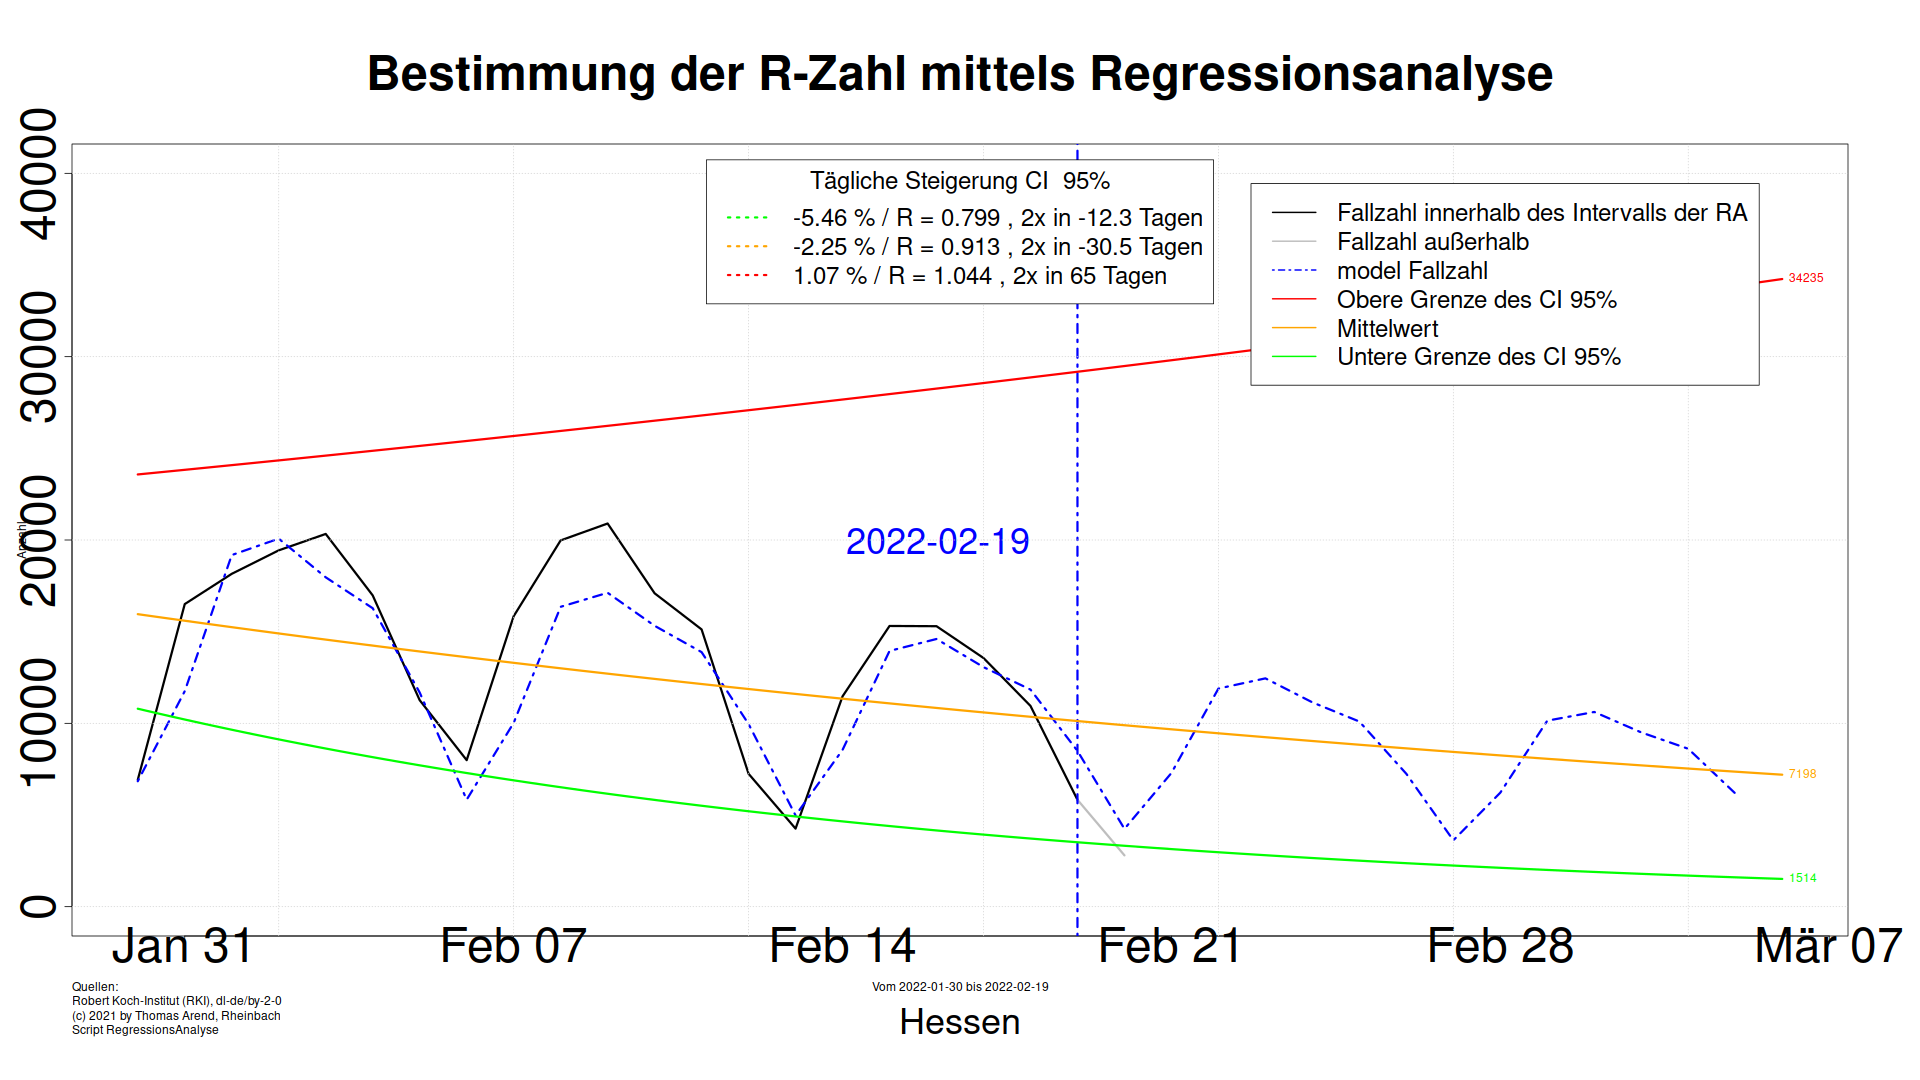 Bestimmung der R-Zahl mittels Regressionsanalyse
Anzahl
40000
30000
20000
10000
0
Tägliche Steigerung CI  95%
-5.46 % / R = 0.799 , 2x in -12.3 Tagen
-2.25 % / R = 0.913 , 2x in -30.5 Tagen
1.07 % / R = 1.044 , 2x in 65 Tagen
Fallzahl innerhalb des Intervalls der RA
Fallzahl außerhalb
model Fallzahl
Obere Grenze des CI 95%
Mittelwert
Untere Grenze des CI 95%
34235
2022-02-19
7198
1514
Jan 31 Feb 07 Feb 14 Feb 21 Feb 28 Mär 07
Quellen:
Robert Koch-Institut (RKI), dl-de/by-2-0
(c) 2021 by Thomas Arend, Rheinbach
Script RegressionsAnalyse
Vom 2022-01-30 bis 2022-02-19
Hessen